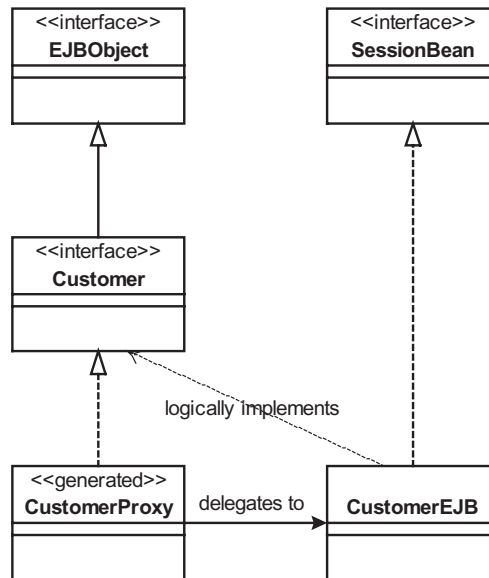 <<interface>>
EJBObject
<<interface>>
SessionBean
<<interface>>
Customer
logically implements
<<generated>>
CustomerProxy
delegates to
CustomerEJB